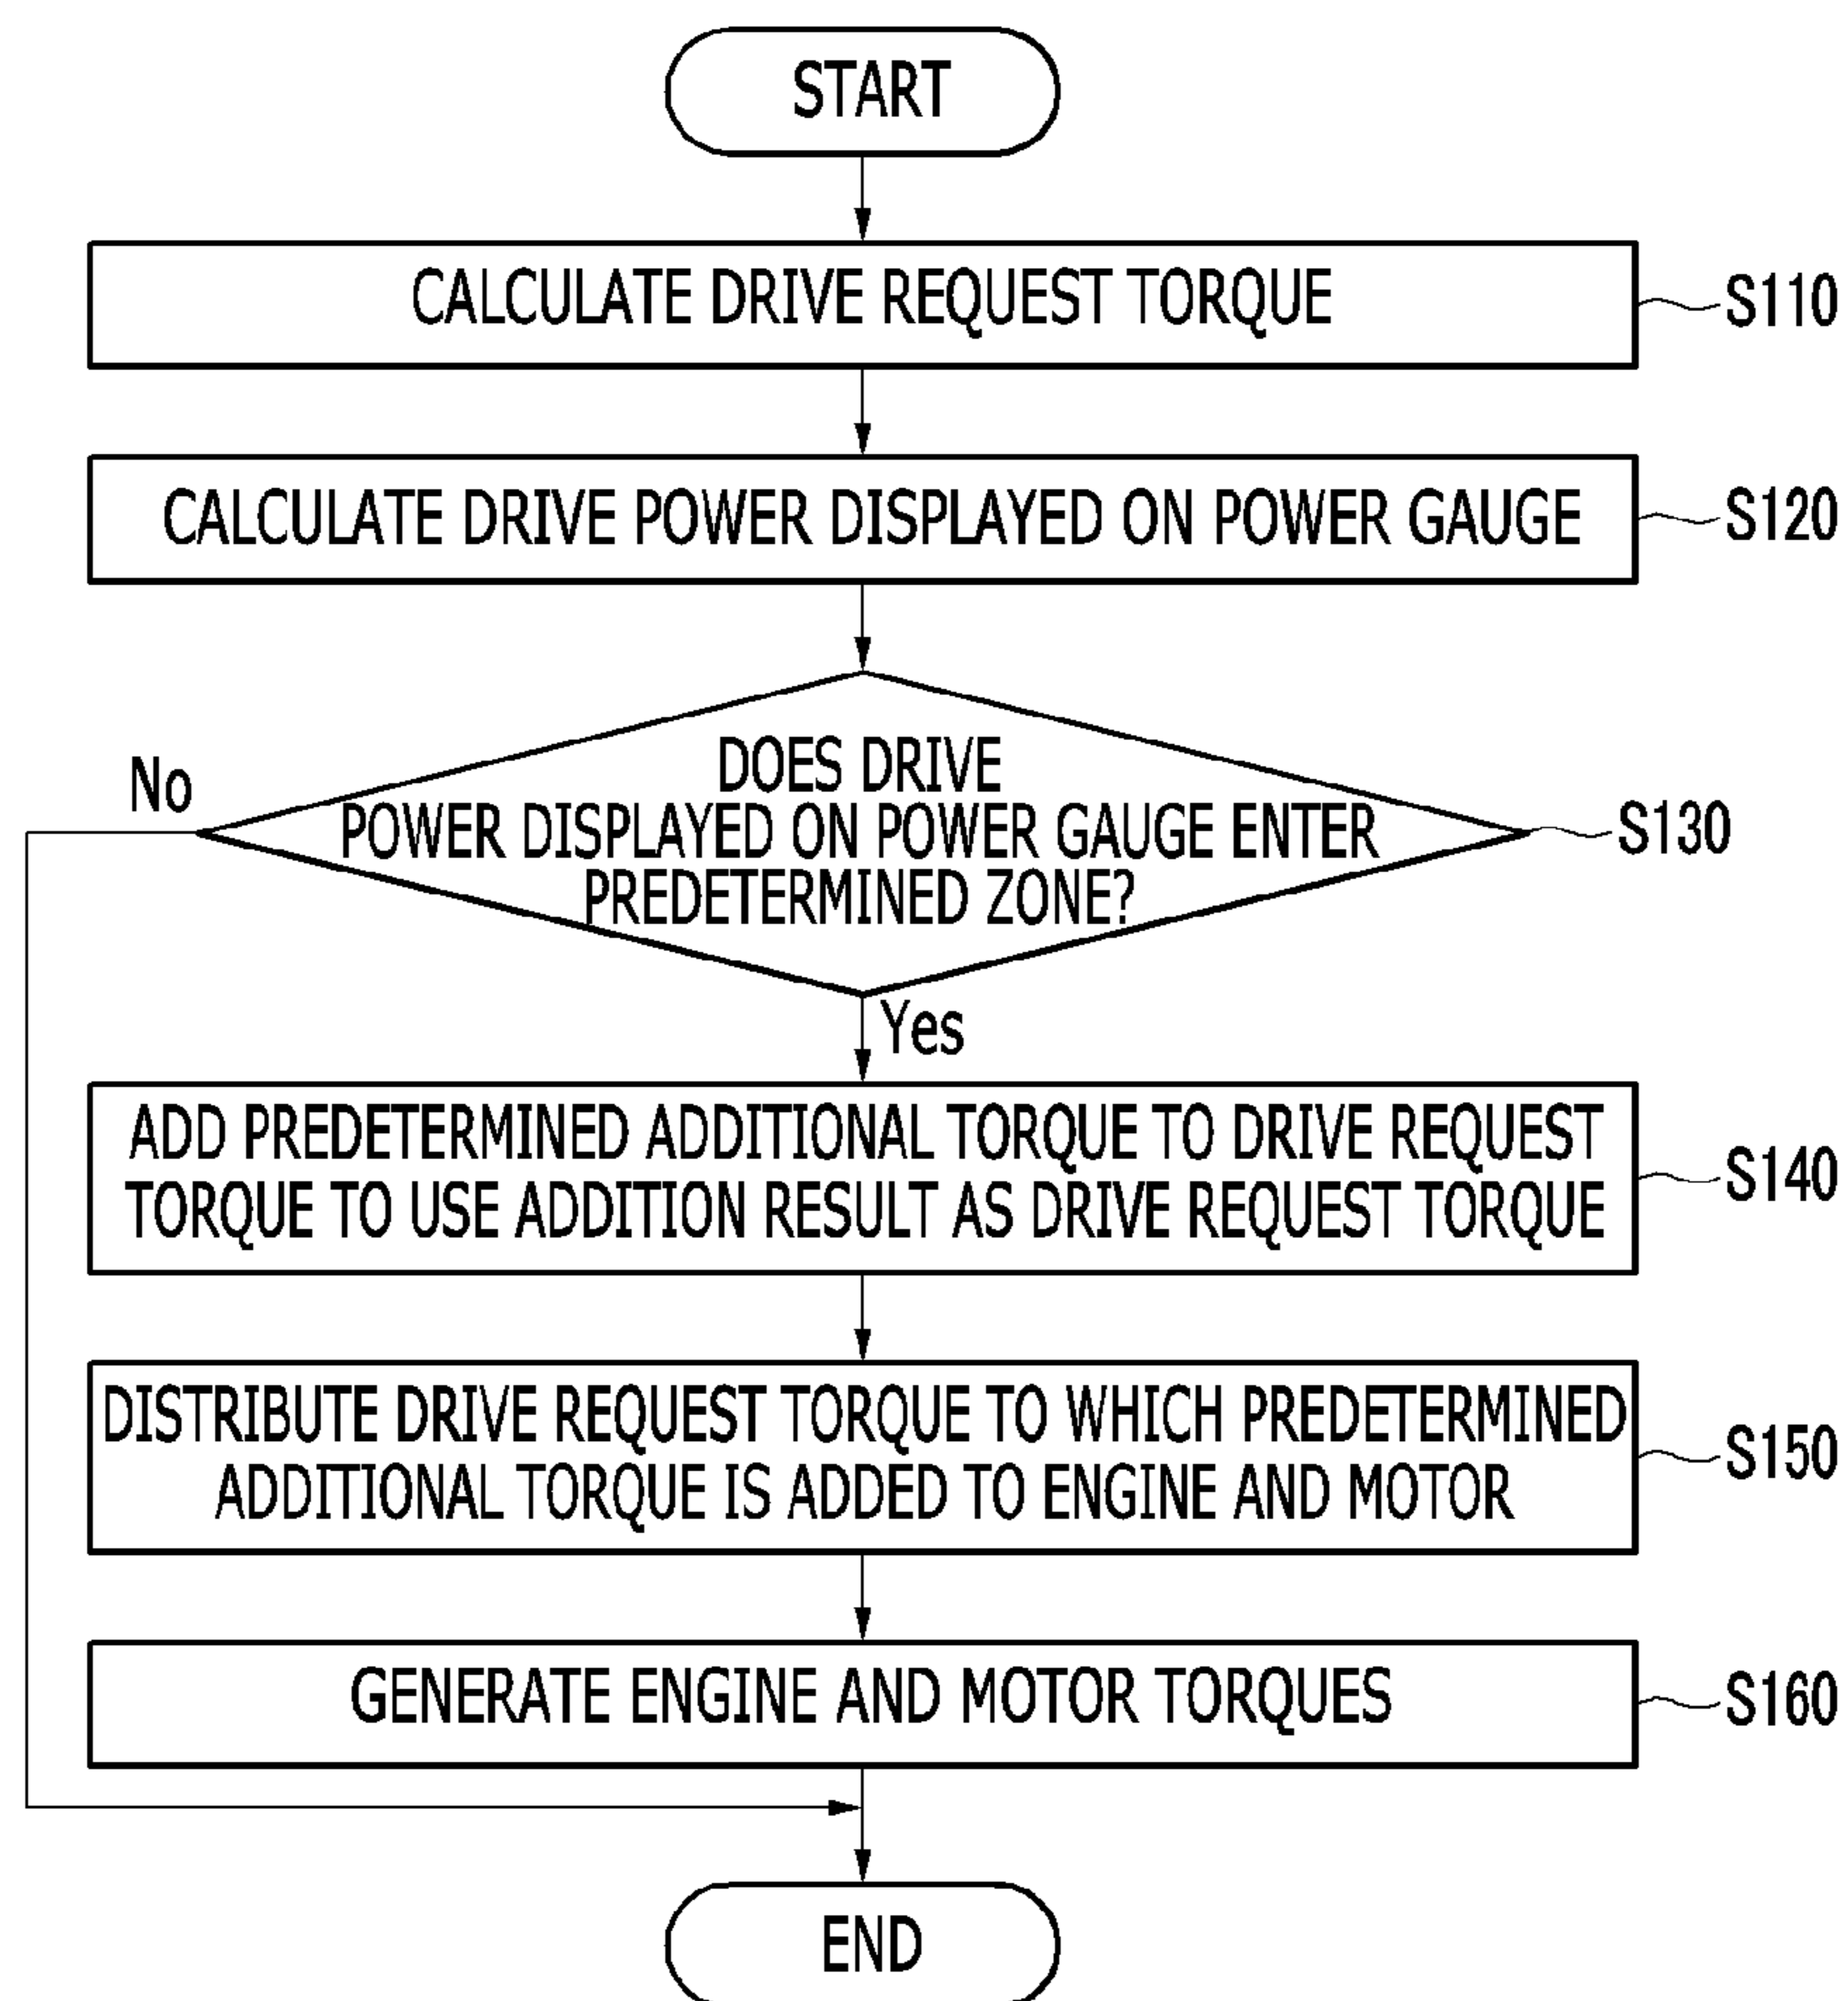 START
CALCULATE DRIVE REQUEST TORQUE
S110
CALCULATE DRIVE POWER DISPLAYED ON POWER GAUGE
S120
DOES DRIVE
POWER DISPLAYED ON POWER GAUGE ENTER
PREDETERMINED ZONE?
S130
No
Yes
ADD PREDETERMINED ADDITIONAL TORQUE TO DRIVE REQUEST
TORQUE TO USE ADDITION RESULT AS DRIVE REQUEST TORQUE
S140
DISTRIBUTE DRIVE REQUEST TORQUE TO WHICH PREDETERMINED
ADDITIONAL TORQUE IS ADDED TO ENGINE AND MOTOR
S150
GENERATE ENGINE AND MOTOR TORQUES
S160
END